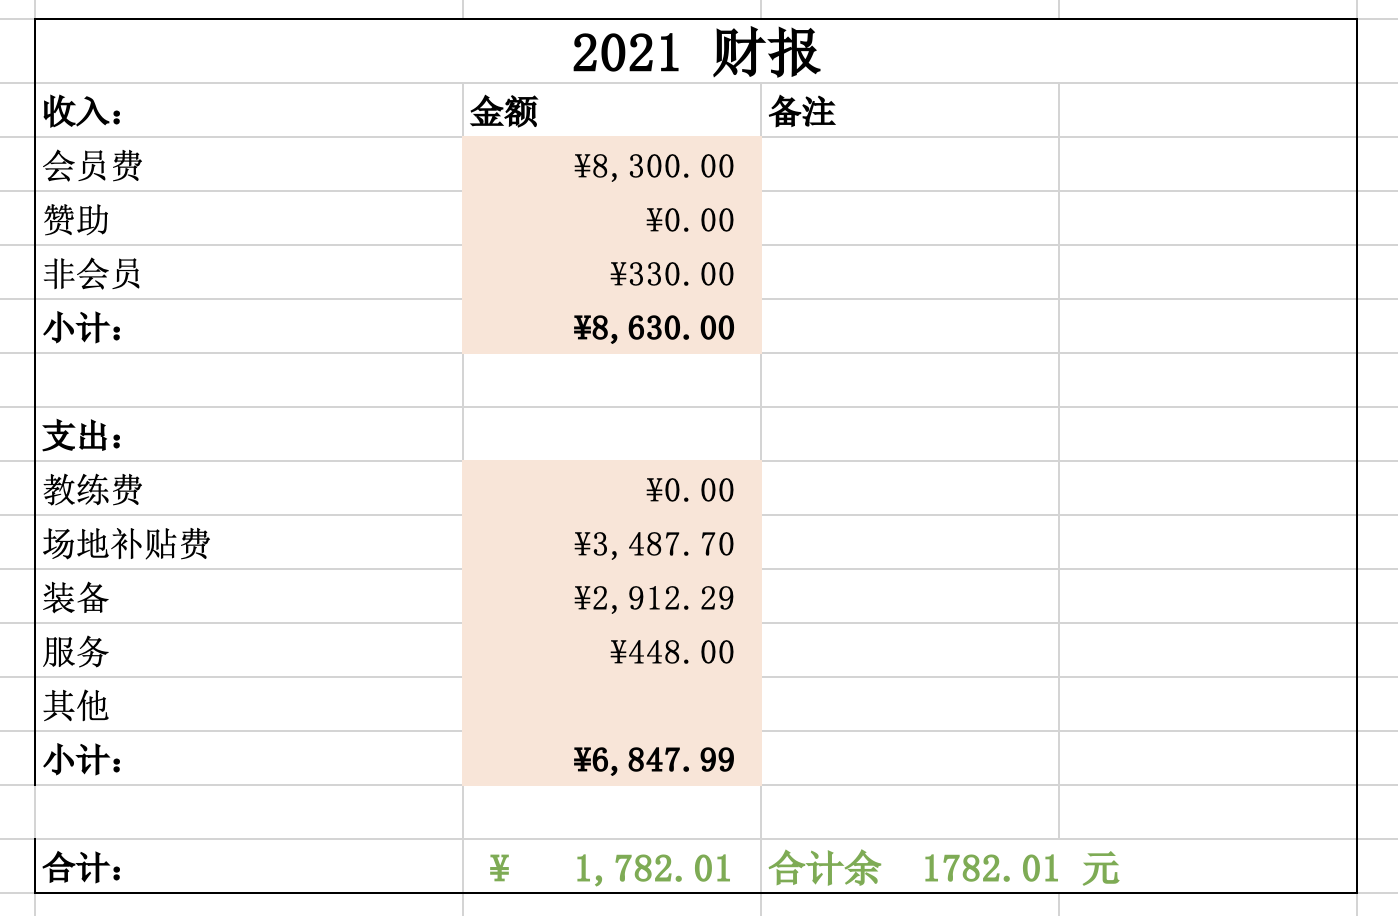 2021 财报
收入： 金额 备注
会员费 ¥8,300.00
赞助 ¥0.00
非会员 ¥330.00
小计： ¥8,630.00
支出：
教练费 ¥0.00
场地补贴费 ¥3,487.70
装备 ¥2,912.29
服务 ¥448.00
其他
小计： ¥6,847.99
合计： ¥ 1,782.01 合计余 1782.01 元